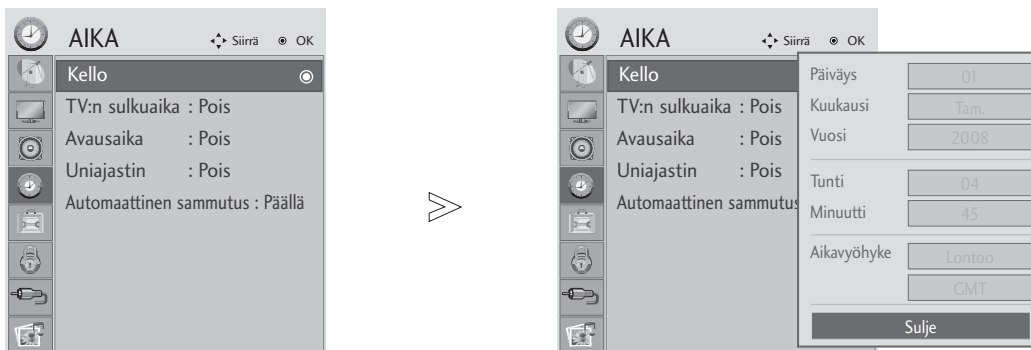 AIKA Siirrä OK
Kello
TV:n sulkuaika : Pois
Avausaika : Pois
Uniajastin : Pois
Automaattinen sammutus : Päällä
AIKA Siirrä OK
Kello
TV:n sulkuaika : Pois
Avausaika : Pois
Uniajastin : Pois
Automaattinen sammutus
Päiväys 01
Kuukausi Tam.
Vuosi 2008
Tunti 04
Minuutti 45
Aikavyöhyke Lontoo
GMT
Sulje